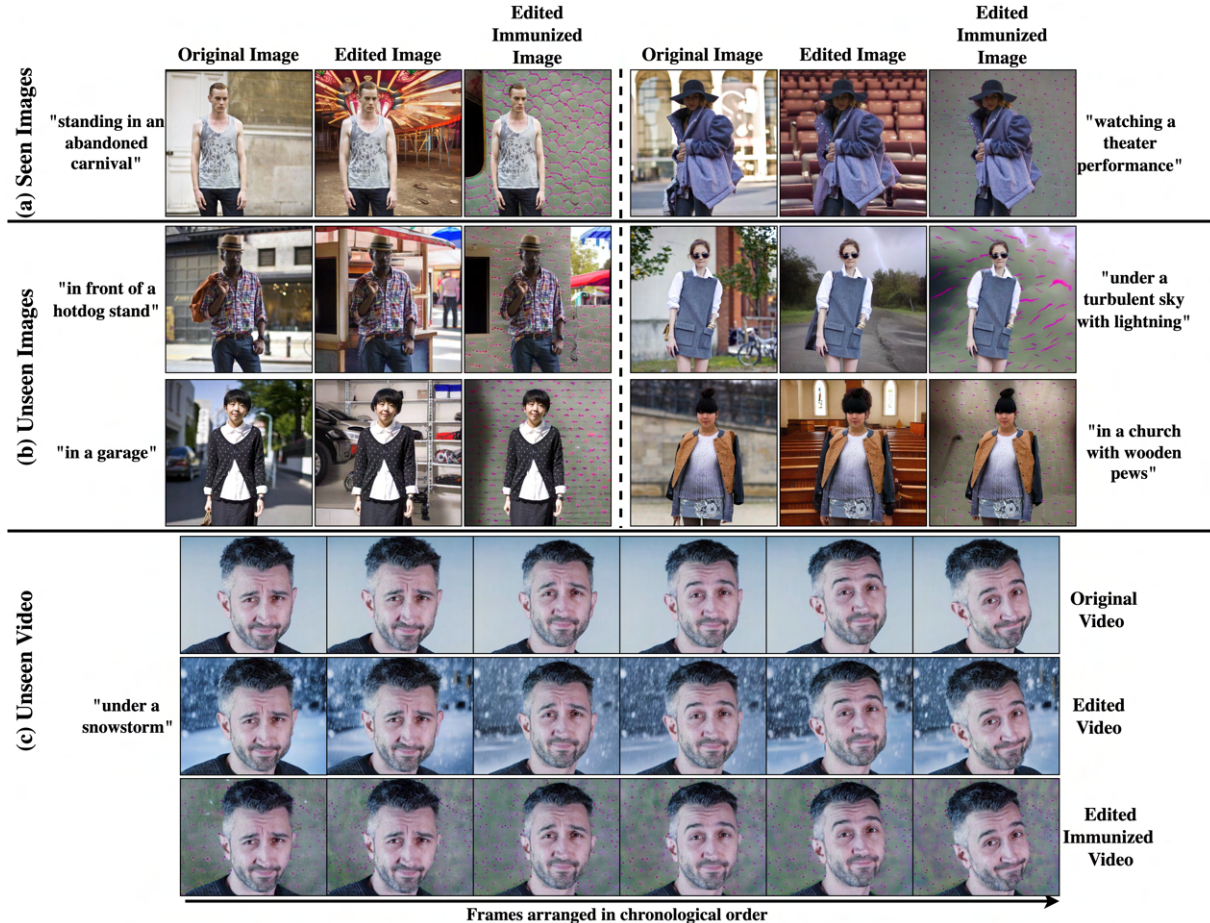 Edited
Immunized
Image
Original Image
Edited Image
Edited
Immunized
Image
Original Image
Edited Image
(a) Seen Images
"standing in an
abandoned
carnival"
"watching a
theater
performance"
(b) Unseen Images
"in front of a
hotdog stand"
"under a
turbulent sky
with lightning"
"in a garage"
"in a church
with wooden
pews"
(c) Unseen Video
"under a
snowstorm"
Original
Video
Edited
Video
Edited
Immunized
Video
Frames arranged in chronological order